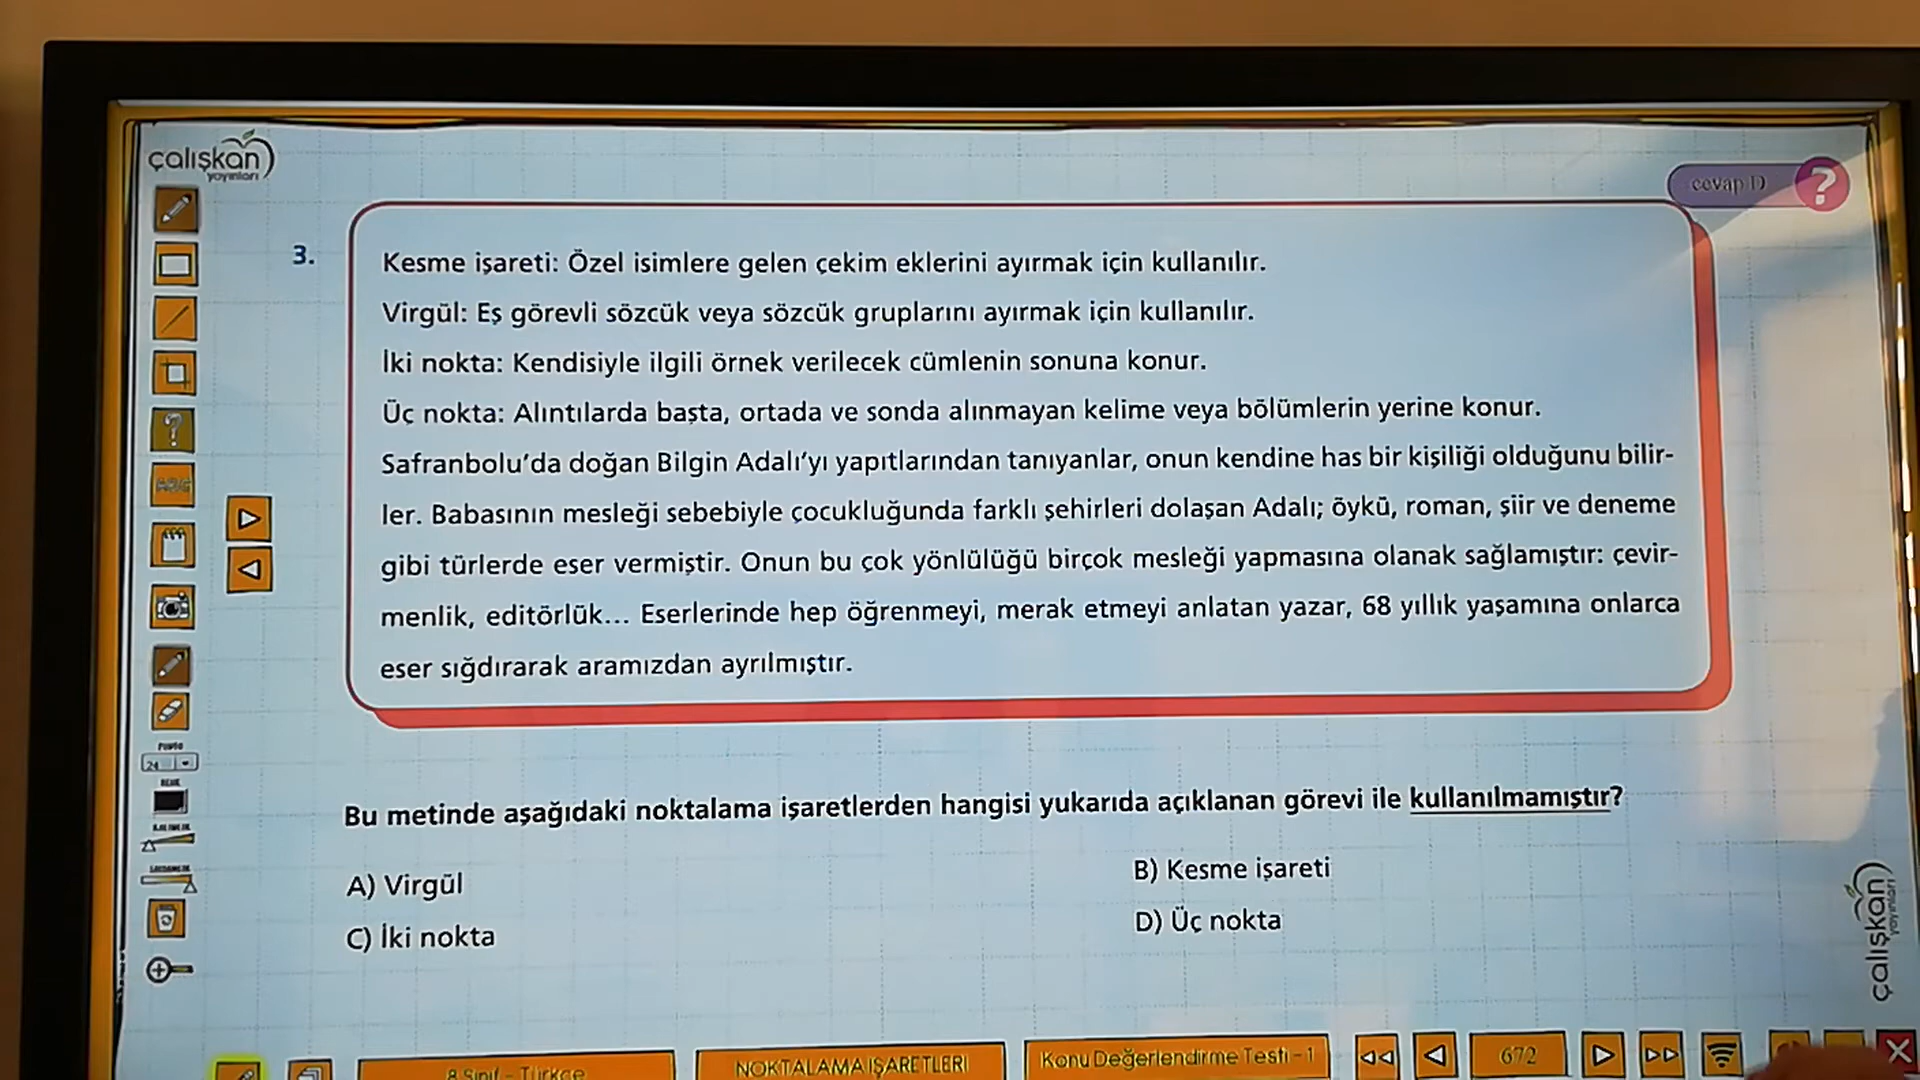 çalışkan
yayınları
cevap D
?
3.
Kesme işareti: Özel isimlere gelen çekim eklerini ayırmak için kullanılır.
Virgül: Eş görevli sözcük veya sözcük gruplarını ayırmak için kullanılır.
İki nokta: Kendisiyle ilgili örnek verilecek cümlenin sonuna konur.
Üç nokta: Alıntılarda başta, ortada ve sonda alınmayan kelime veya bölümlerin yerine konur.
Safranbolu'da doğan Bilgin Adalı'yı yapıtlarından tanıyanlar, onun kendine has bir kişiliği olduğunu bilir-
ler. Babasının mesleği sebebiyle çocukluğunda farklı şehirleri dolaşan Adalı; öykü, roman, şiir ve deneme
gibi türlerde eser vermiştir. Onun bu çok yönlülüğü birçok mesleği yapmasına olanak sağlamıştır: çevir-
menlik, editörlük... Eserlerinde hep öğrenmeyi, merak etmeyi anlatan yazar, 68 yıllık yaşamına onlarca
eser sığdırarak aramızdan ayrılmıştır.
Bu metinde aşağıdaki noktalama işaretlerden hangisi yukarıda açıklanan görevi ile kullanılmamıştır?
A) Virgül
B) Kesme işareti
C) İki nokta
D) Üç nokta
?
ABC
24
çalışkan
yayınları
8.Sınıf - Türkçe
NOKTALAMA İŞARETLERİ
Konu Değerlendirme Testi - 1
672